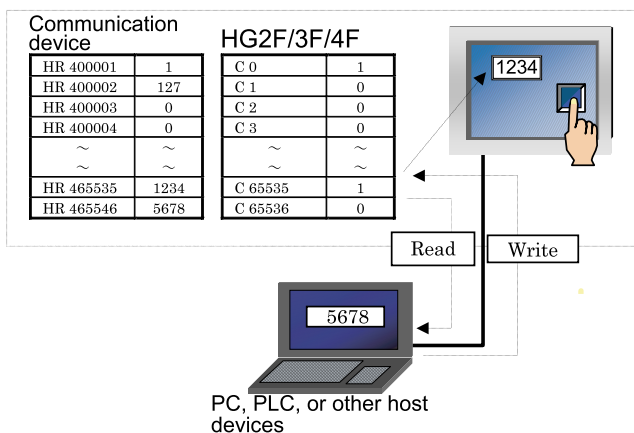 Communication
device
HG2F/3F/4F
HR 400001 1
HR 400002 127
HR 400003 0
HR 400004 0
～ ～
～ ～
HR 465535 1234
HR 465546 5678
C 0 1
C 1 0
C 2 0
C 3 0
～ ～
～ ～
C 65535 1
C 65536 0
1234
Read
Write
5678
PC, PLC, or other host
devices